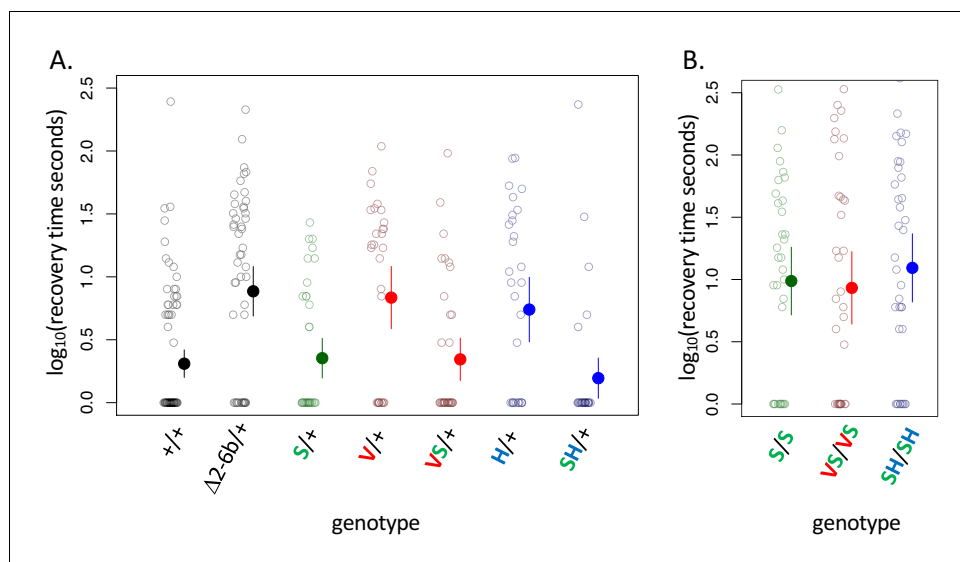 A.
log₁₀(recovery time seconds)
2.5
2.0
1.5
1.0
0.5
0.0
+/+
Δ2-6b/+
S/+
V/+
VS/+
H/+
SH/+
genotype
B.
log₁₀(recovery time seconds)
2.5
2.0
1.5
1.0
0.5
0.0
S/S
VS/VS
SH/SH
genotype